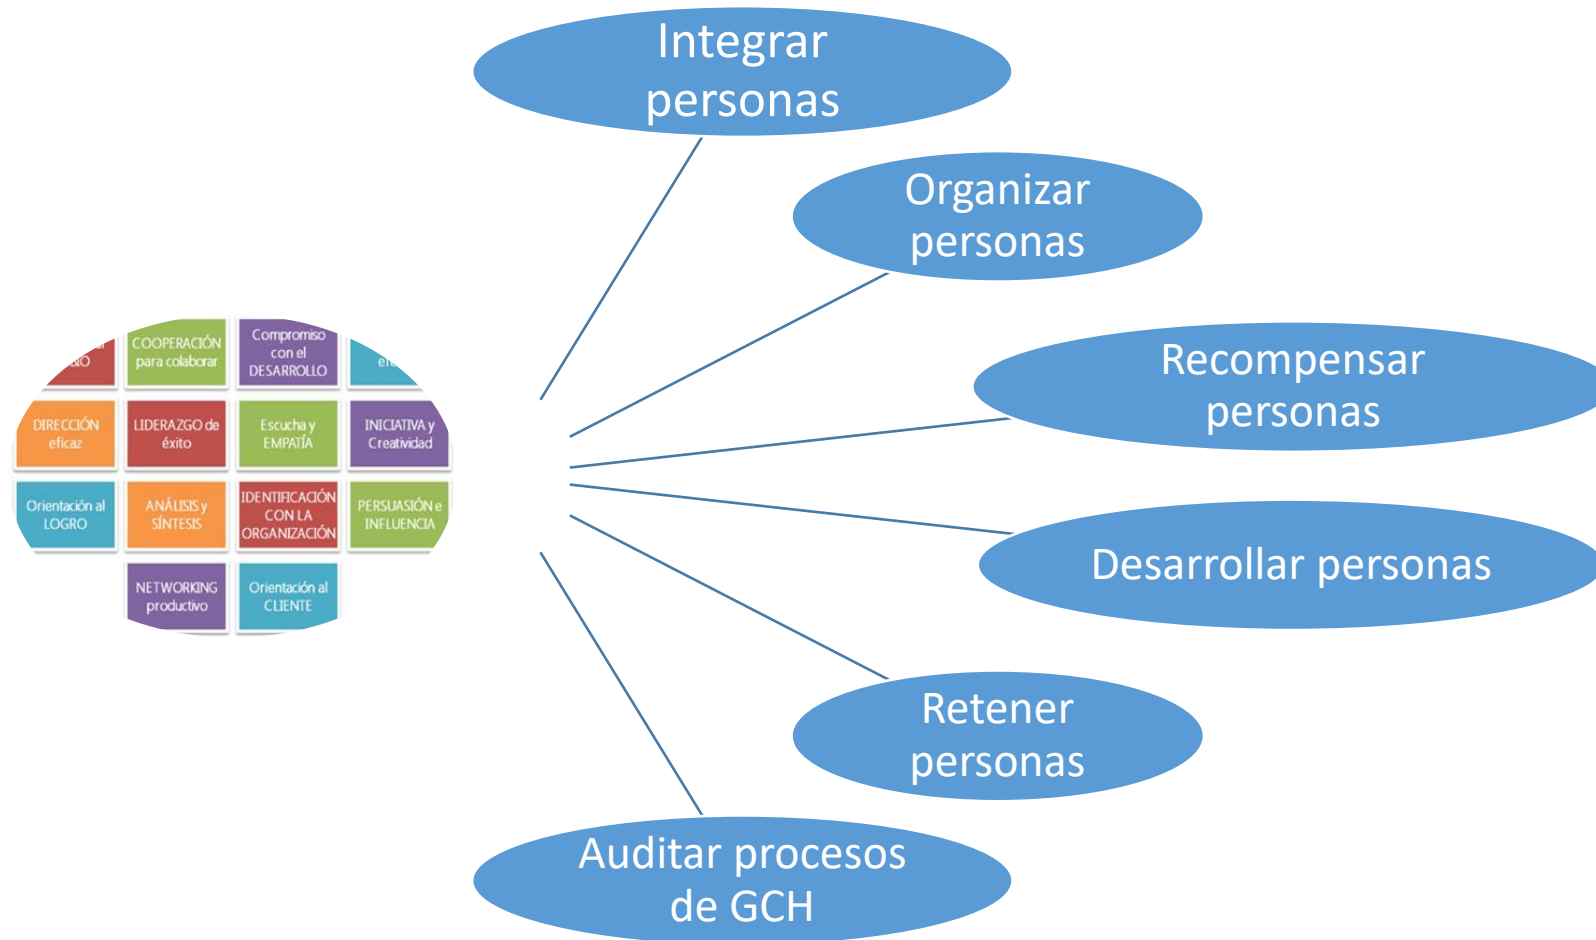 Integrar
personas
Organizar
personas
Recompensar
personas
Desarrollar personas
Retener
personas
Auditar procesos
de GCH
COOPERACIÓN
para colaborar
Compromiso
con el
DESARROLLO
DIRECCIÓN
eficaz
LIDERAZGO de
éxito
Escucha y
EMPATÍA
INICIATIVA y
Creatividad
Orientación al
LOGRO
ANÁLISIS y
SÍNTESIS
IDENTIFICACIÓN
CON LA
ORGANIZACIÓN
PERSUASIÓN e
INFLUENCIA
NETWORKING
productivo
Orientación al
CLIENTE